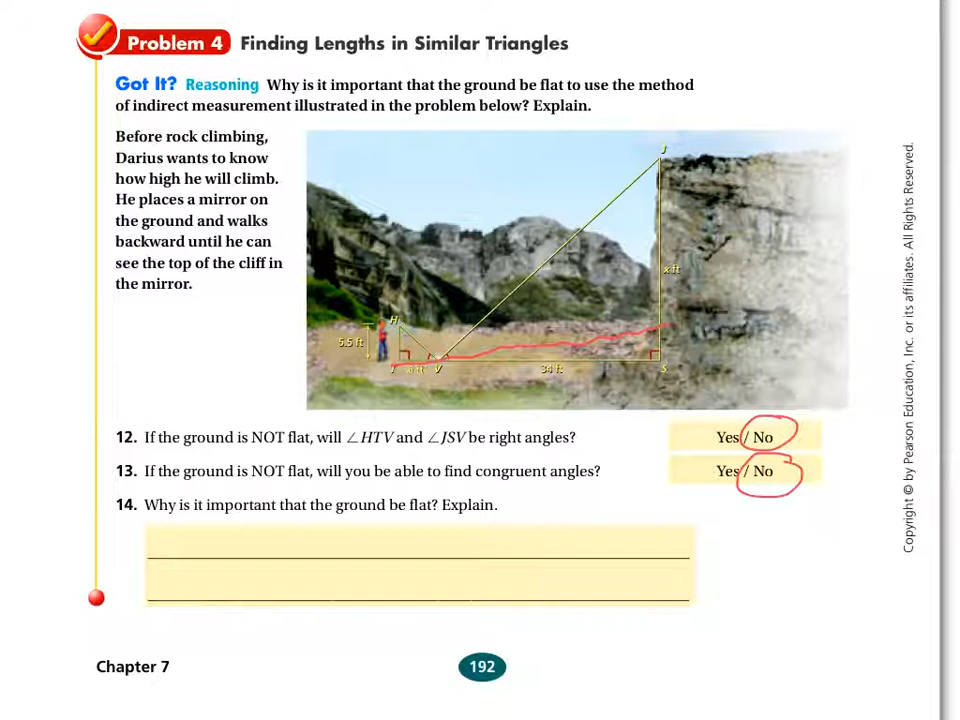 Problem 4 Finding Lengths in Similar Triangles
Got It? Reasoning Why is it important that the ground be flat to use the method
of indirect measurement illustrated in the problem below? Explain.
Before rock climbing,
Darius wants to know
how high he will climb.
He places a mirror on
the ground and walks
backward until he can
see the top of the cliff in
the mirror.
J
x ft
H
5.5 ft
V
34 ft
S
12. If the ground is NOT flat, will ∠HTV and ∠JSV be right angles? Yes / No
13. If the ground is NOT flat, will you be able to find congruent angles? Yes / No
14. Why is it important that the ground be flat? Explain.
Chapter 7
192
Copyright © by Pearson Education, Inc. or its affiliates. All Rights Reserved.